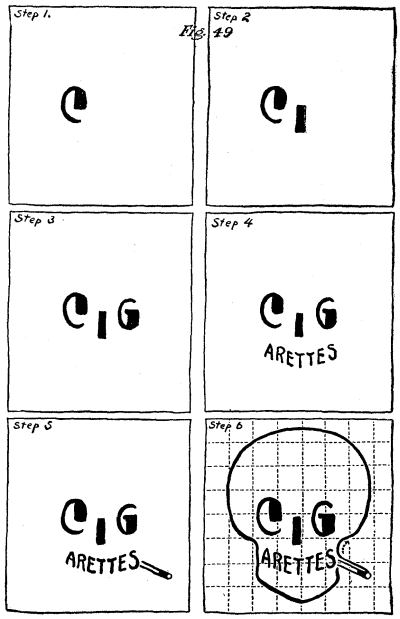 Step 1.
Fig. 49
Step 2
C
C I
Step 3
Step 4
C I G
C I G
ARETTES
Step 5
Step 6
C I G
ARETTES
C I G
ARETTES